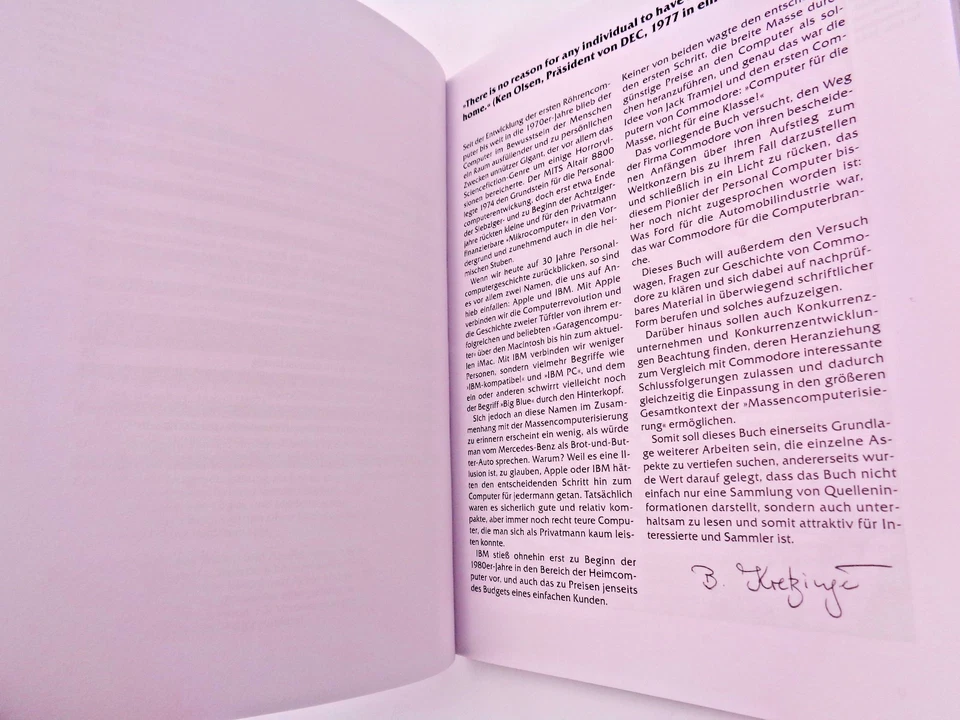 »There is no reason for any individual to have
home.« (Ken Olsen, Präsident von DEC, 1977 in
Seit der Entwicklung der ersten Röhrencom-
puter bis weit in die 1970er-Jahre blieb der
Computer im Bewusstsein der Menschen
ein Raum ausfüllender und zu persönlichen
Zwecken unnützer Gigant, der vor allem das
Sciencefiction-Genre um einige Horrorvi-
sionen bereicherte. Der MITS Altair 8800
legte 1974 den Grundstein für die Personal-
computerentwicklung, doch erst etwa Ende
der Siebziger- und zu Beginn der Achtziger-
jahre rückten kleine und für den Privatmann
finanzierbare »Mikrocomputer« in den Vor-
dergrund und zunehmend auch in die hei-
mischen Stuben.
Wenn wir heute auf 30 Jahre Personal-
computergeschichte zurückblicken, so sind
es vor allem zwei Namen, die uns auf An-
hieb einfallen: Apple und IBM. Mit Apple
verbinden wir die Computerrevolution und
die Geschichte zweier Tüftler von ihrem er-
folgreichen und beliebten »Garagencompu-
ter« über den Macintosh bis hin zum aktuel-
len iMac. Mit IBM verbinden wir weniger
Personen, sondern vielmehr Begriffe wie
»IBM-kompatibel« und »IBM PC«, und dem
ein oder anderen schwirrt vielleicht noch
der Begriff »Big Blue« durch den Hinterkopf.
Sich jedoch an diese Namen im Zusam-
menhang mit der Massencomputerisierung
zu erinnern erscheint ein wenig, als würde
man vom Mercedes-Benz als Brot-und-But-
ter-Auto sprechen. Warum? Weil es eine Il-
lusion ist, zu glauben, Apple oder IBM hät-
ten den entscheidenden Schritt hin zum
Computer für jedermann getan. Tatsächlich
waren es sicherlich gute und relativ kom-
pakte, aber immer noch recht teure Compu-
ter, die man sich als Privatmann kaum leis-
ten konnte.
IBM stieß ohnehin erst zu Beginn der
1980er-Jahre in den Bereich der Heimcom-
puter vor, und auch das zu Preisen jenseits
des Budgets eines einfachen Kunden.
Keiner von beiden wagte den
den ersten Schritt, die breite Masse
günstige Preise an den Computer als sol-
chen heranzuführen, und genau das war die
Idee von Jack Tramiel und den ersten Com-
putern von Commodore: »Computer für die
Masse, nicht für eine Klasse!«
Das vorliegende Buch versucht, den Weg
der Firma Commodore von ihren bescheide-
nen Anfängen über ihren Aufstieg zum
Weltkonzern bis zu ihrem Fall darzustellen
und schließlich in ein Licht zu rücken, das
diesem Pionier der Personal Computer bis-
her noch nicht zugesprochen worden ist:
Was Ford für die Automobilindustrie war,
das war Commodore für die Computerbran-
che.
Dieses Buch will außerdem den Versuch
wagen, Fragen zur Geschichte von Commo-
dore zu klären und sich dabei auf nachprüf-
bares Material in überwiegend schriftlicher
Form berufen und solches aufzuzeigen.
Darüber hinaus sollen auch Konkurrenz-
unternehmen und Konkurrenzentwicklun-
gen Beachtung finden, deren Heranziehung
zum Vergleich mit Commodore interessante
Schlussfolgerungen zulassen und dadurch
gleichzeitig die Einpassung in den größeren
Gesamtkontext der »Massencomputerisie-
rung« ermöglichen.
Somit soll dieses Buch einerseits Grundla-
ge weiterer Arbeiten sein, die einzelne As-
pekte zu vertiefen suchen, andererseits wur-
de Wert darauf gelegt, dass das Buch nicht
einfach nur eine Sammlung von Quellenin-
formationen darstellt, sondern auch unter-
haltsam zu lesen und somit attraktiv für In-
teressierte und Sammler ist.
B. Kretzinger